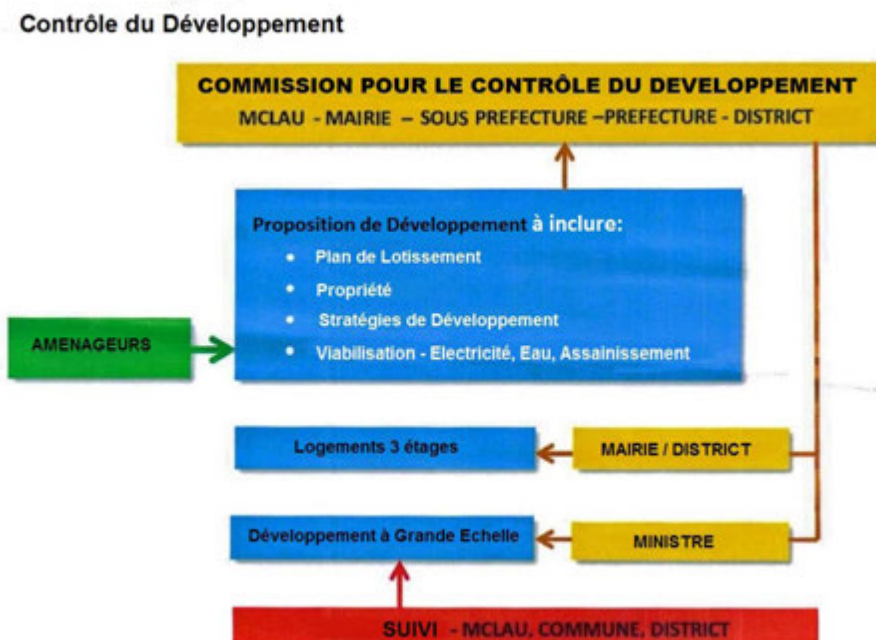 Contrôle du Développement
COMMISSION POUR LE CONTRÔLE DU DEVELOPPEMENT
MCLAU - MAIRIE – SOUS PREFECTURE –PREFECTURE - DISTRICT
Proposition de Développement à inclure:
• Plan de Lotissement
• Propriété
• Stratégies de Développement
• Viabilisation - Electricité, Eau, Assainissement
AMENAGEURS
Logements 3 étages
MAIRIE / DISTRICT
Développement à Grande Echelle
MINISTRE
SUIVI - MCLAU, COMMUNE, DISTRICT